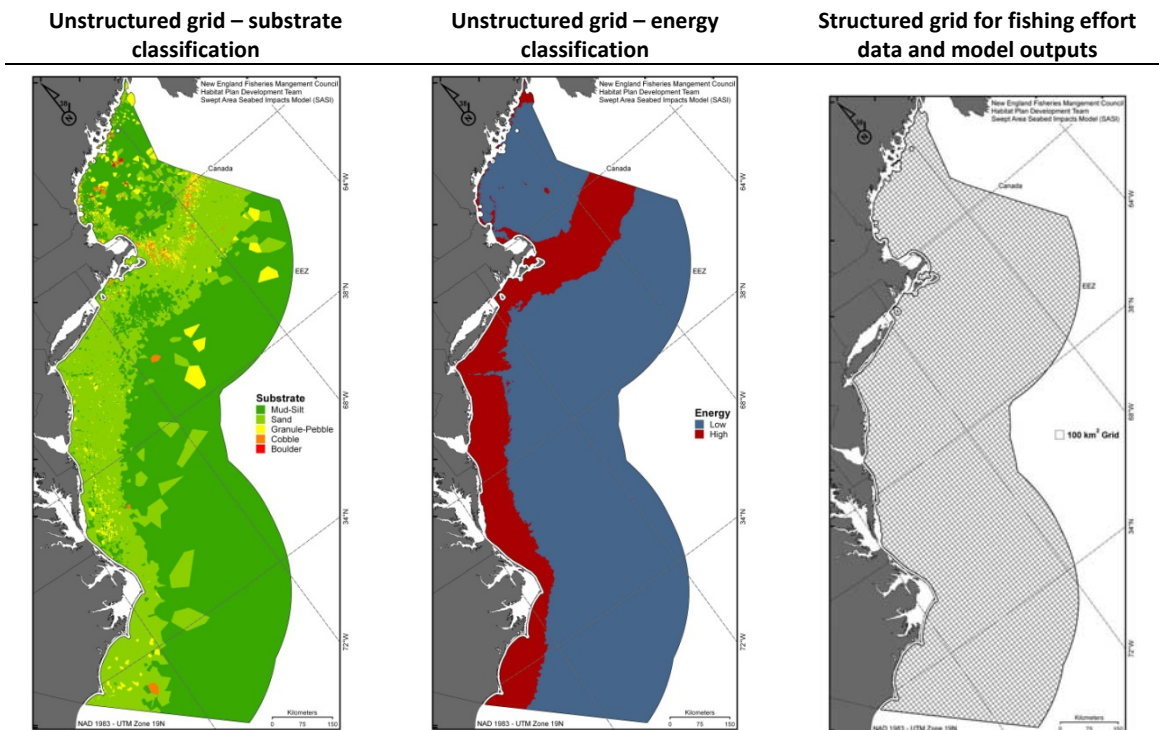 Unstructured grid – substrate
classification
Unstructured grid – energy
classification
Structured grid for fishing effort
data and model outputs
New England Fisheries Mangement Council
Habitat Plan Development Team
Swept Area Seabed Impacts Model (SASI)
Canada
64°W
EEZ
38°N
68°W
Substrate
Mud-Silt
Sand
Granule-Pebble
Cobble
Boulder
34°N
72°W
Kilometers
0 75 150
NAD 1983 - UTM Zone 19N
New England Fisheries Mangement Council
Habitat Plan Development Team
Swept Area Seabed Impacts Model (SASI)
Canada
64°W
EEZ
38°N
68°W
Energy
Low
High
34°N
72°W
Kilometers
0 75 150
NAD 1983 - UTM Zone 19N
New England Fisheries Mangement Council
Habitat Plan Development Team
Swept Area Seabed Impacts Model (SASI)
Canada
64°W
EEZ
38°N
68°W
100 km² Grid
34°N
72°W
Kilometers
0 75 150
NAD 1983 - UTM Zone 19N